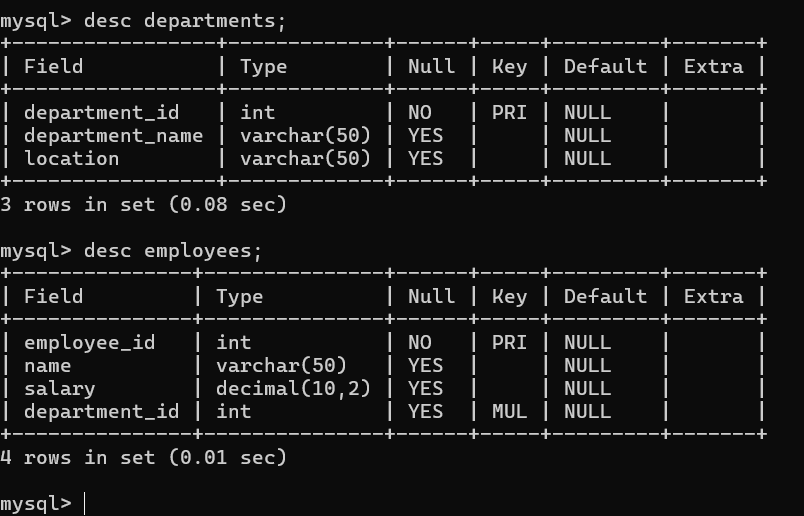 mysql> desc departments;
+-----------------+-------------+------+-----+---------+-------+
| Field           | Type        | Null | Key | Default | Extra |
+-----------------+-------------+------+-----+---------+-------+
| department_id   | int         | NO   | PRI | NULL    |       |
| department_name | varchar(50) | YES  |     | NULL    |       |
| location        | varchar(50) | YES  |     | NULL    |       |
+-----------------+-------------+------+-----+---------+-------+
3 rows in set (0.08 sec)

mysql> desc employees;
+---------------+---------------+------+-----+---------+-------+
| Field         | Type          | Null | Key | Default | Extra |
+---------------+---------------+------+-----+---------+-------+
| employee_id   | int           | NO   | PRI | NULL    |       |
| name          | varchar(50)   | YES  |     | NULL    |       |
| salary        | decimal(10,2) | YES  |     | NULL    |       |
| department_id | int           | YES  | MUL | NULL    |       |
+---------------+---------------+------+-----+---------+-------+
4 rows in set (0.01 sec)

mysql>